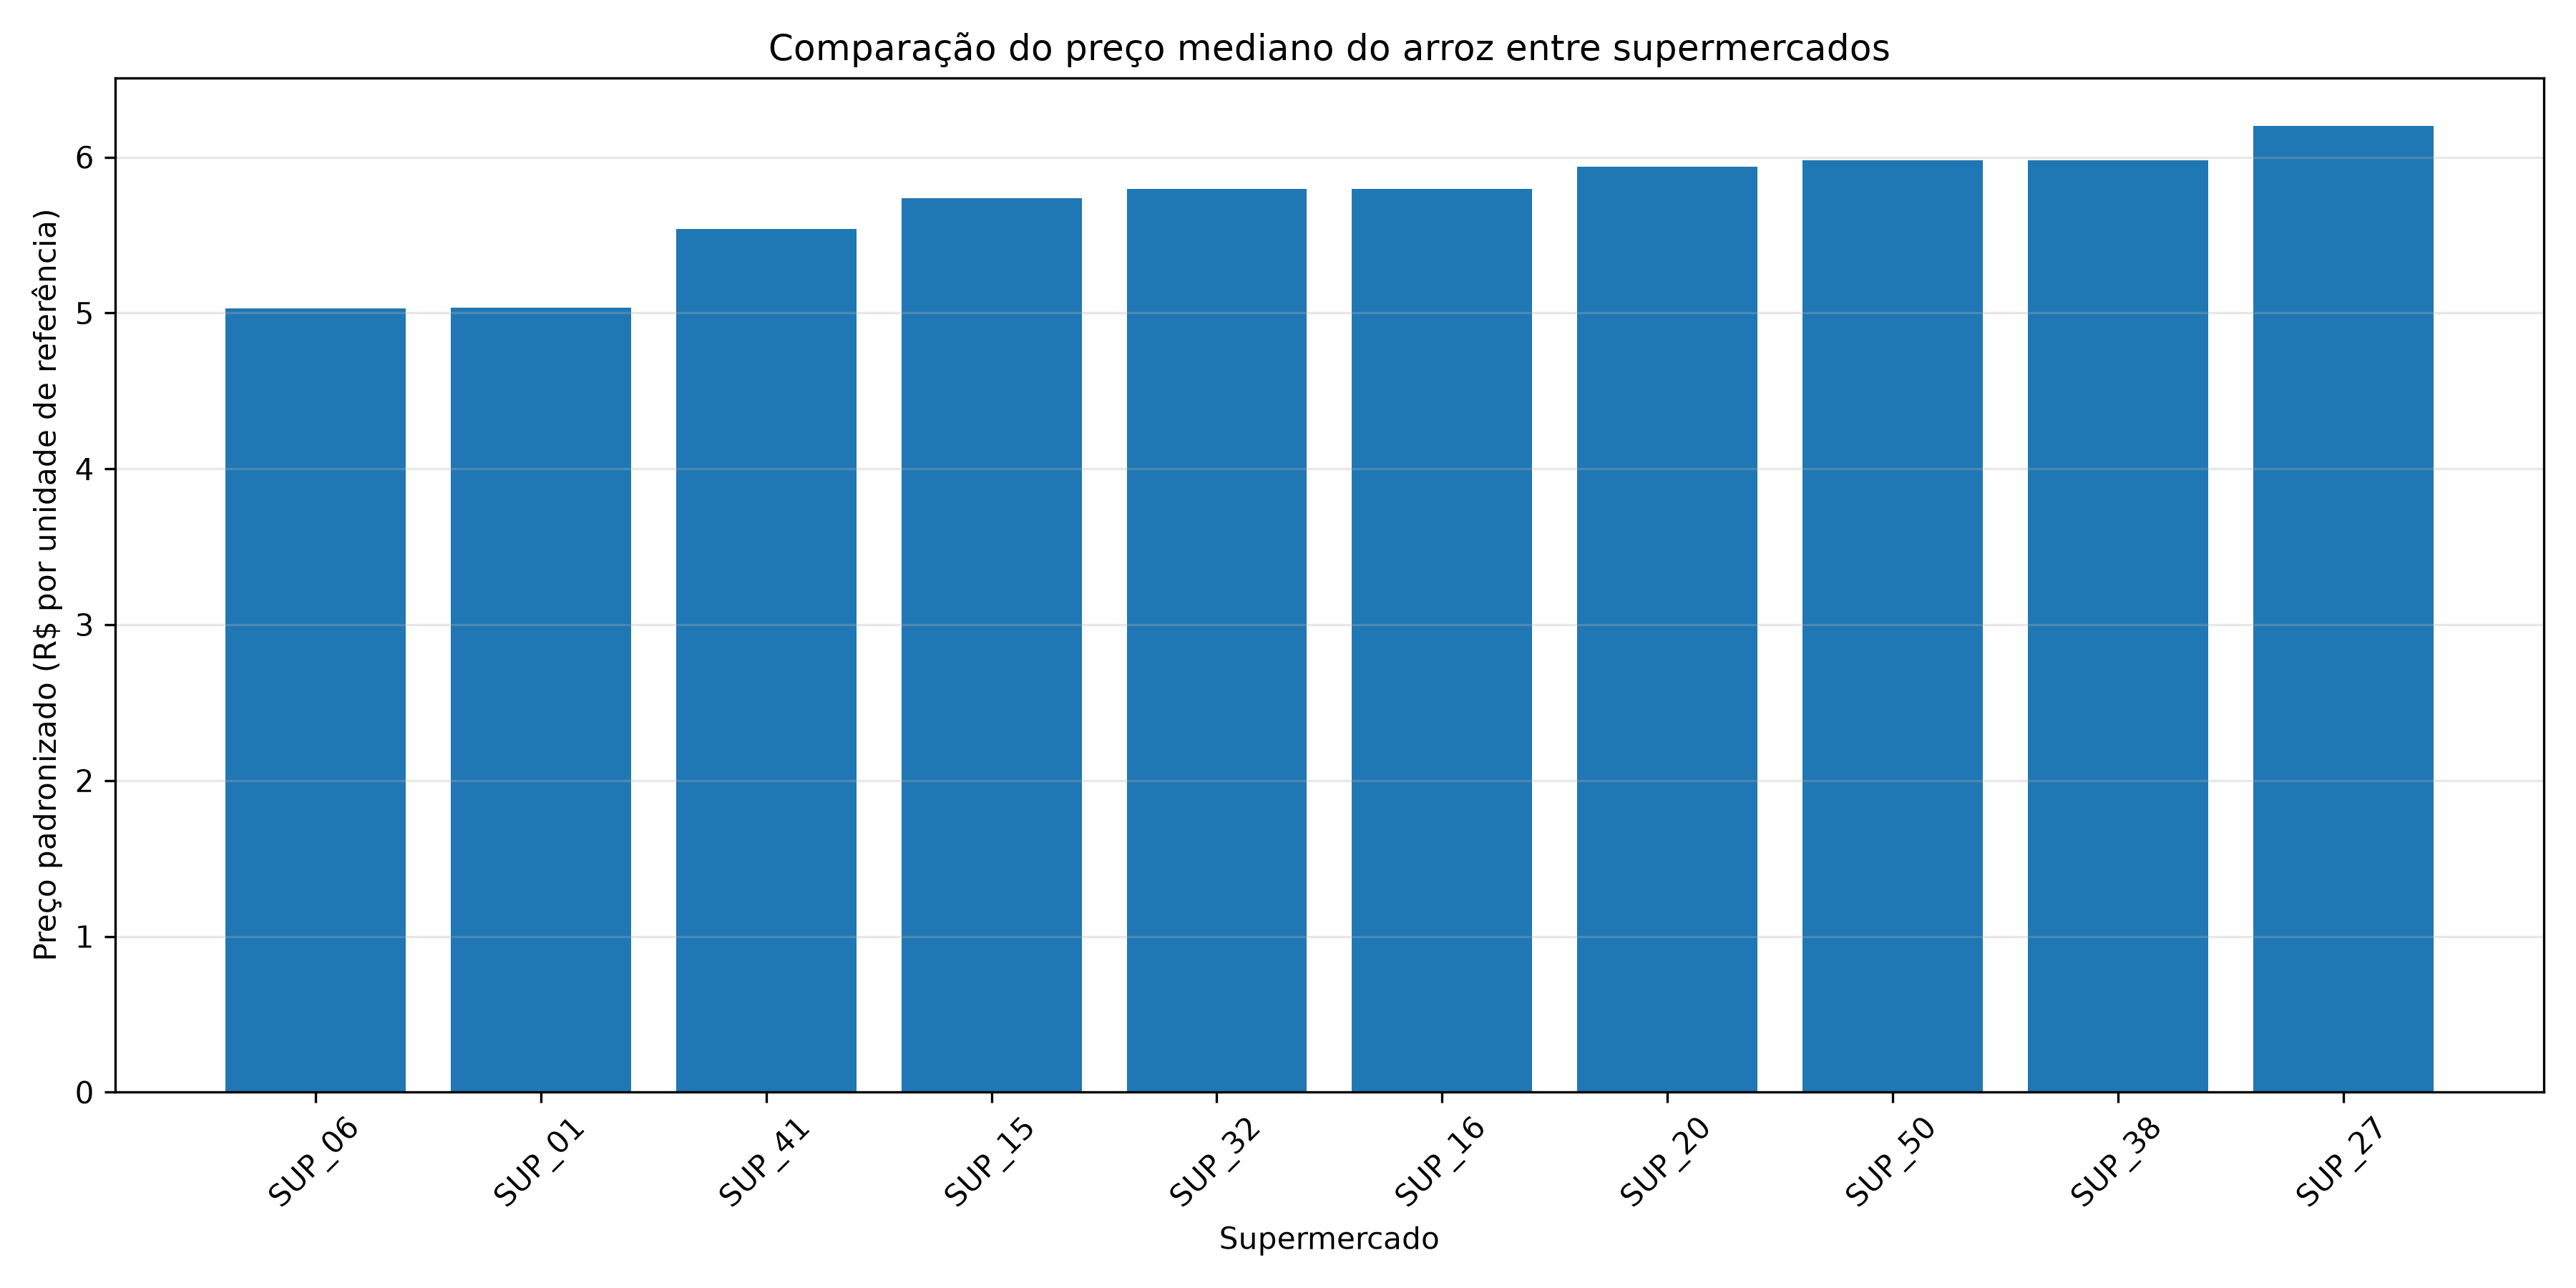 Comparação do preço mediano do arroz entre supermercados
Preço padronizado (R$ por unidade de referência)
6
5
4
3
2
1
0
SUP_06
SUP_01
SUP_41
SUP_15
SUP_32
SUP_16
SUP_20
SUP_50
SUP_38
SUP_27
Supermercado